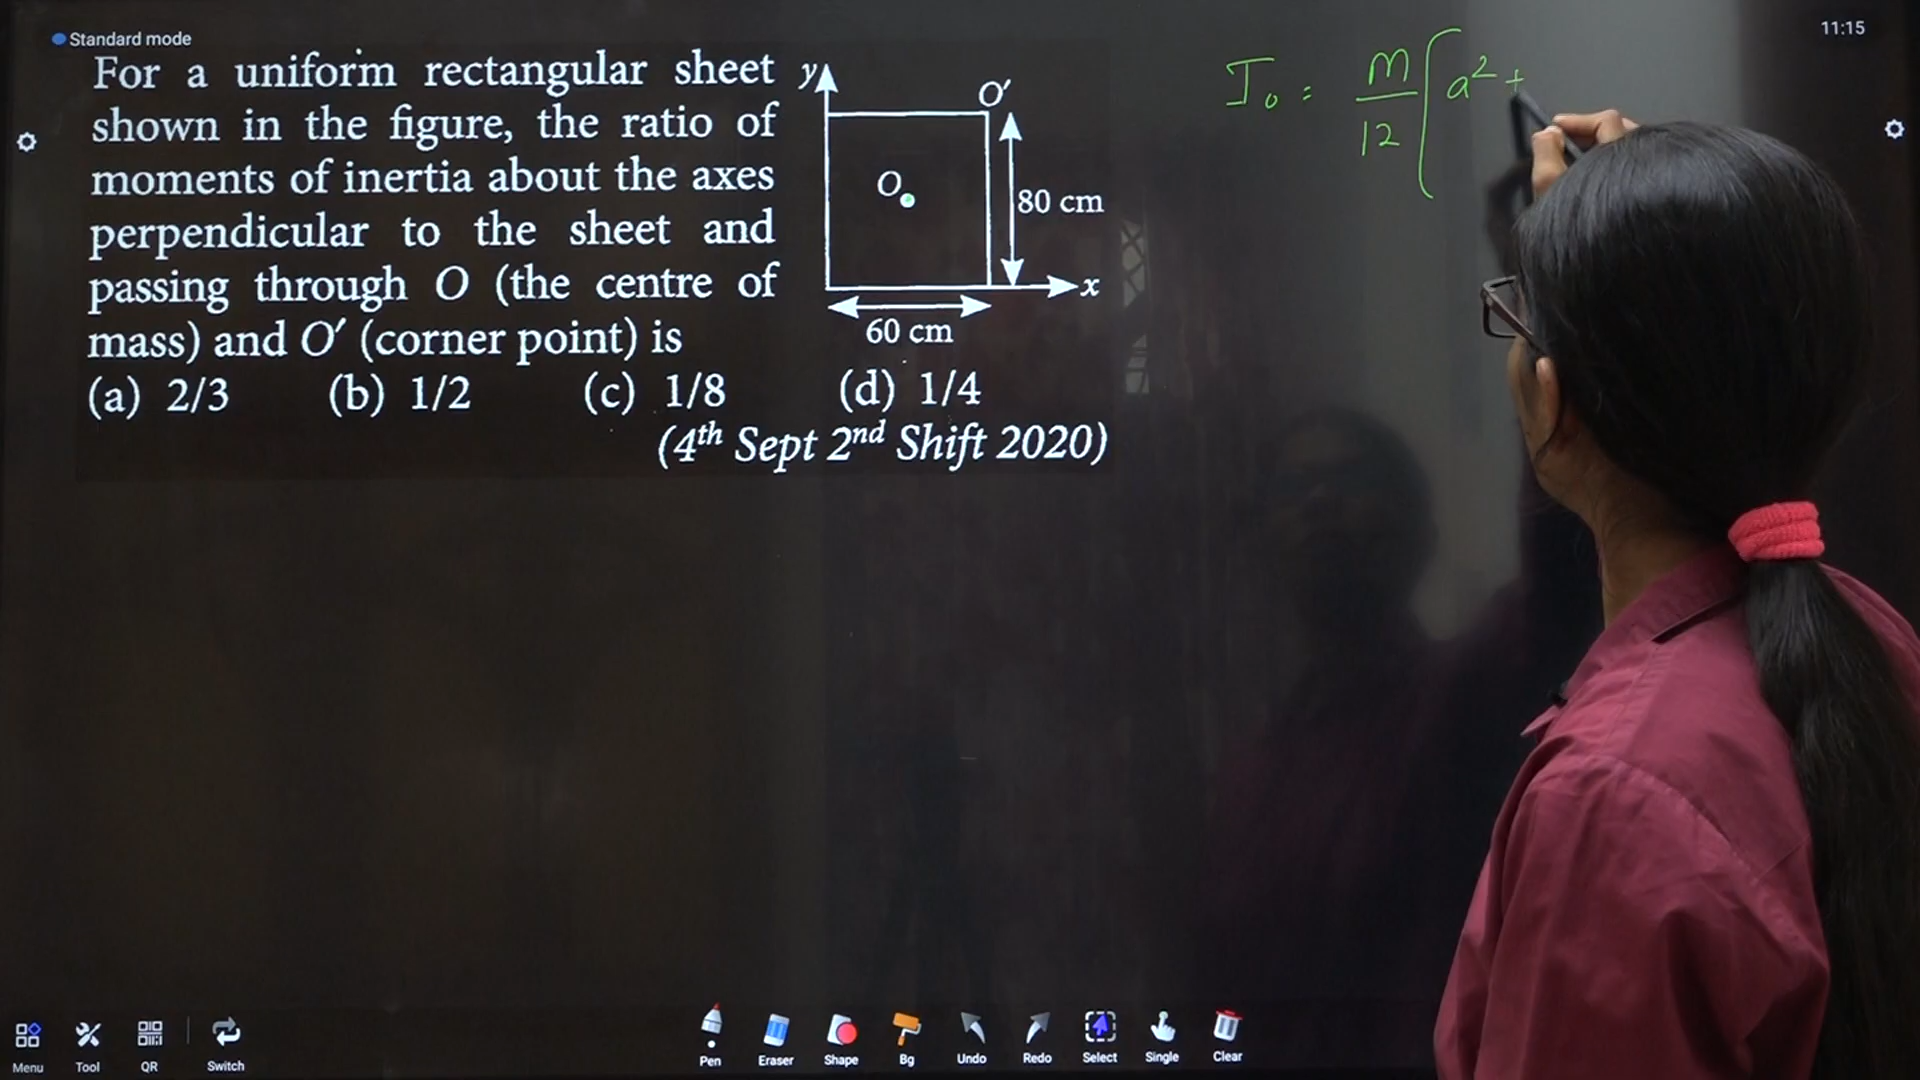 Standard mode
11:15
For a uniform rectangular sheet
shown in the figure, the ratio of
moments of inertia about the axes
perpendicular to the sheet and
passing through O (the centre of
mass) and O′ (corner point) is
(a) 2/3 (b) 1/2 (c) 1/8 (d) 1/4
(4th Sept 2nd Shift 2020)
y
O′
O
80 cm
x
60 cm
I₀ = M/12 [a² +
Menu Tool QR Switch Pen Eraser Shape Bg Undo Redo Select Single Clear